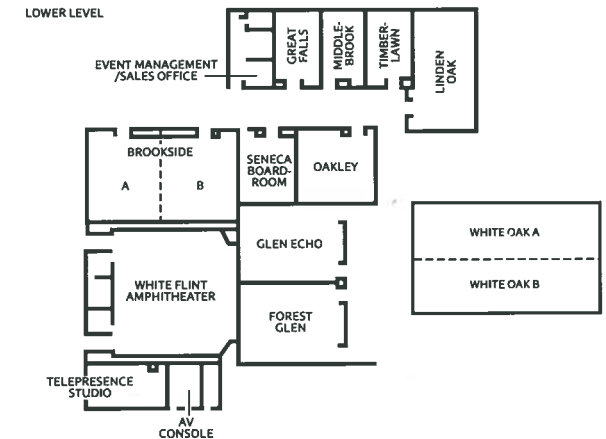 LOWER LEVEL
EVENT MANAGEMENT
/SALES OFFICE
GREAT
FALLS
MIDDLE-
BROOK
TIMBER-
LAWN
LINDEN
OAK
BROOKSIDE
A
B
SENECA
BOARD-
ROOM
OAKLEY
GLEN ECHO
WHITE OAK A
WHITE OAK B
WHITE FLINT
AMPHITHEATER
FOREST
GLEN
TELEPRESENCE
STUDIO
AV
CONSOLE